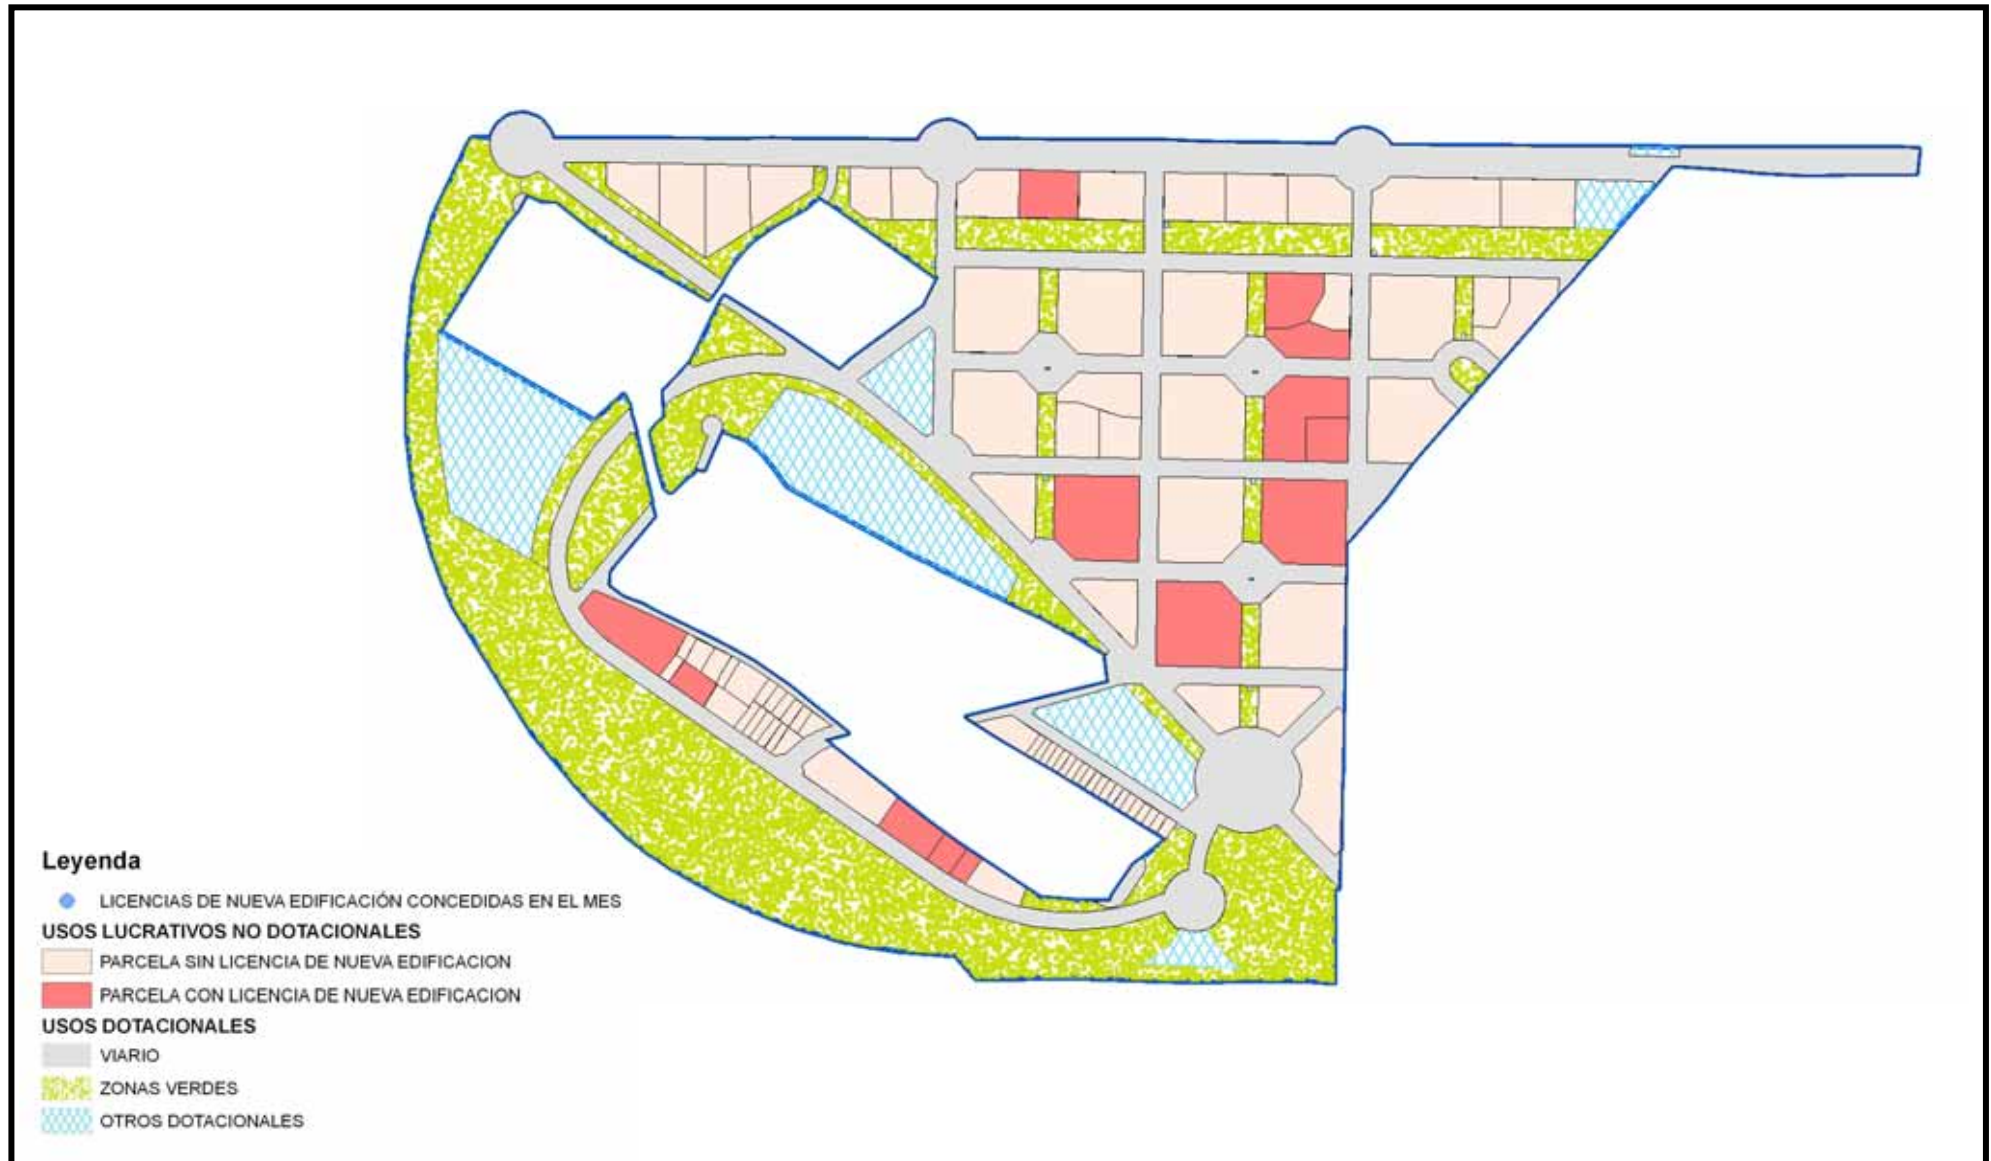 Leyenda
LICENCIAS DE NUEVA EDIFICACIÓN CONCEDIDAS EN EL MES
USOS LUCRATIVOS NO DOTACIONALES
PARCELA SIN LICENCIA DE NUEVA EDIFICACION
PARCELA CON LICENCIA DE NUEVA EDIFICACION
USOS DOTACIONALES
VIARIO
ZONAS VERDES
OTROS DOTACIONALES